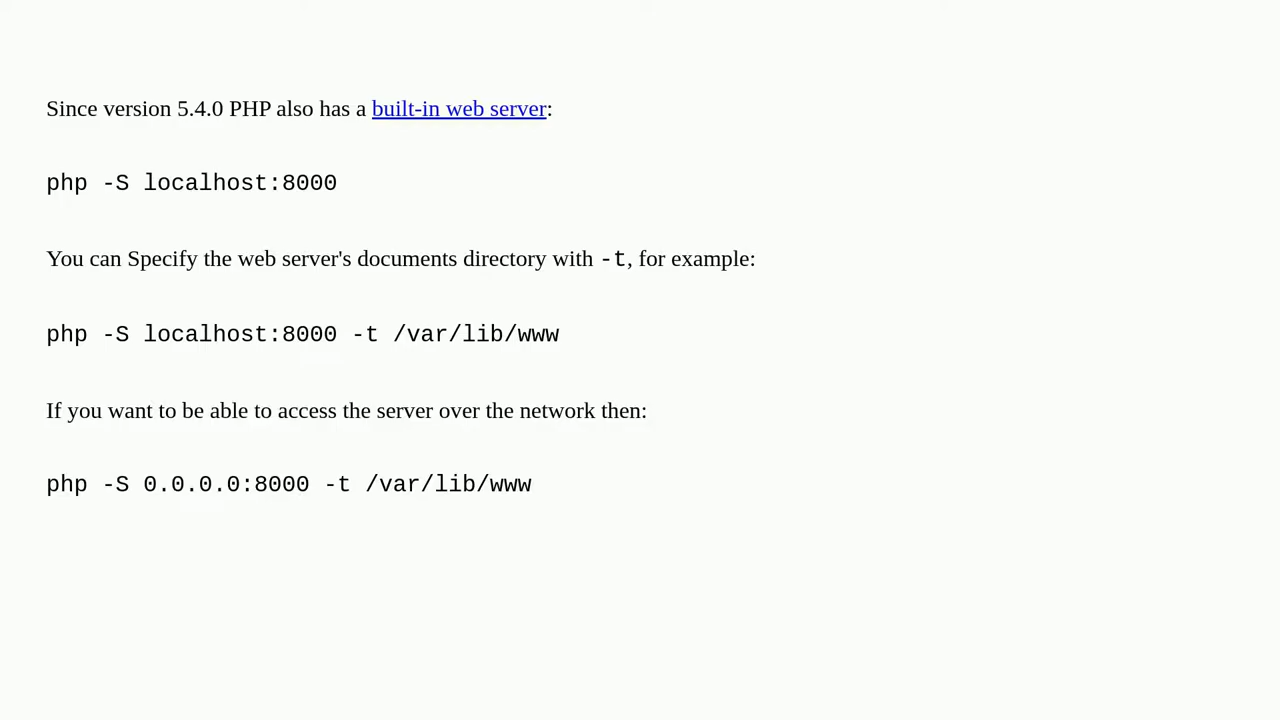 Since version 5.4.0 PHP also has a built-in web server:
php -S localhost:8000
You can Specify the web server's documents directory with -t, for example:
php -S localhost:8000 -t /var/lib/www
If you want to be able to access the server over the network then:
php -S 0.0.0.0:8000 -t /var/lib/www